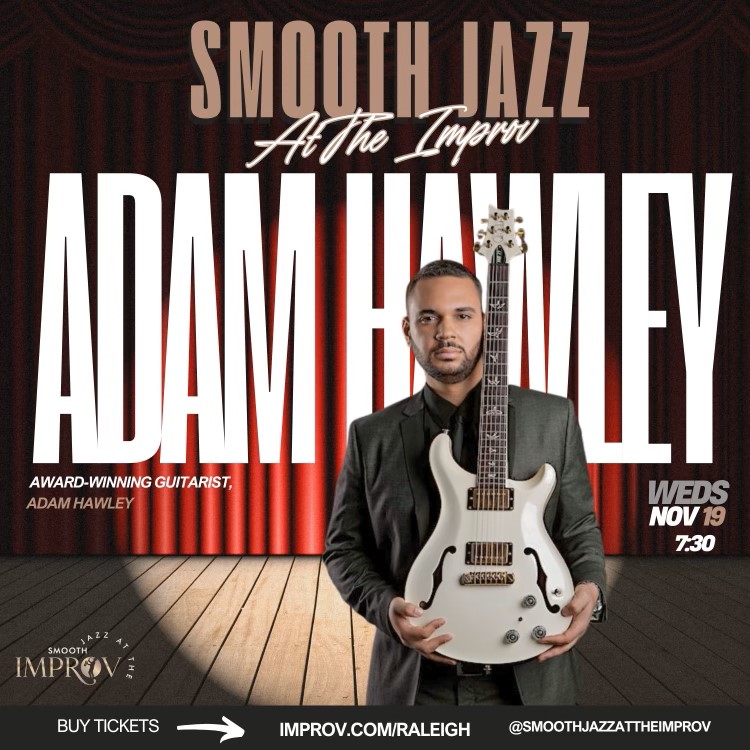 SMOOTH JAZZ
At The Improv
ADAM HAWLEY
AWARD-WINNING GUITARIST,
ADAM HAWLEY
WEDS
NOV 19
7:30
SMOOTH JAZZ AT THE
IMPROV
BUY TICKETS
IMPROV.COM/RALEIGH
@SMOOTHJAZZATTHEIMPROV